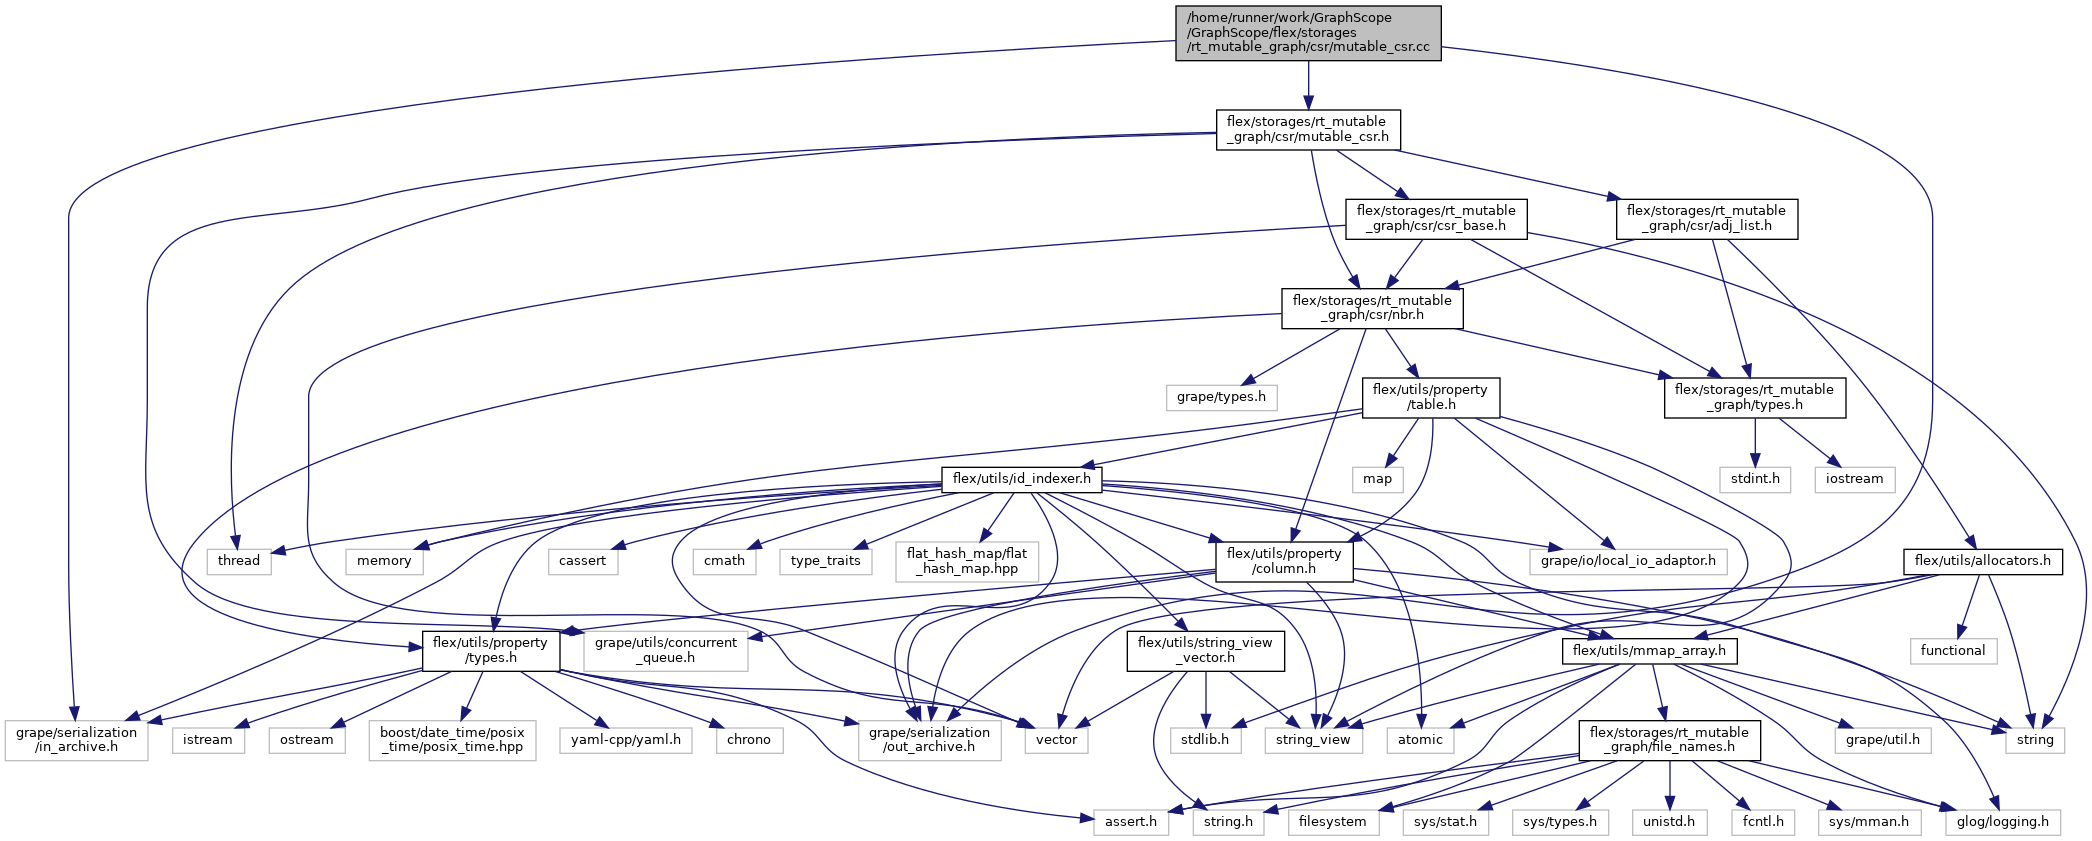 /home/runner/work/GraphScope
/GraphScope/flex/storages
/rt_mutable_graph/csr/mutable_csr.cc
flex/storages/rt_mutable
_graph/csr/mutable_csr.h
flex/storages/rt_mutable
_graph/csr/csr_base.h
flex/storages/rt_mutable
_graph/csr/adj_list.h
flex/storages/rt_mutable
_graph/csr/nbr.h
grape/types.h
flex/utils/property
/table.h
flex/storages/rt_mutable
_graph/types.h
flex/utils/id_indexer.h
map
stdint.h
iostream
thread
memory
cassert
cmath
type_traits
flat_hash_map/flat
_hash_map.hpp
flex/utils/property
/column.h
grape/io/local_io_adaptor.h
flex/utils/allocators.h
flex/utils/property
/types.h
grape/utils/concurrent
_queue.h
flex/utils/string_view
_vector.h
flex/utils/mmap_array.h
functional
grape/serialization
/in_archive.h
istream
ostream
boost/date_time/posix
_time/posix_time.hpp
yaml-cpp/yaml.h
chrono
grape/serialization
/out_archive.h
vector
stdlib.h
string_view
atomic
flex/storages/rt_mutable
_graph/file_names.h
grape/util.h
string
assert.h
string.h
filesystem
sys/stat.h
sys/types.h
unistd.h
fcntl.h
sys/mman.h
glog/logging.h